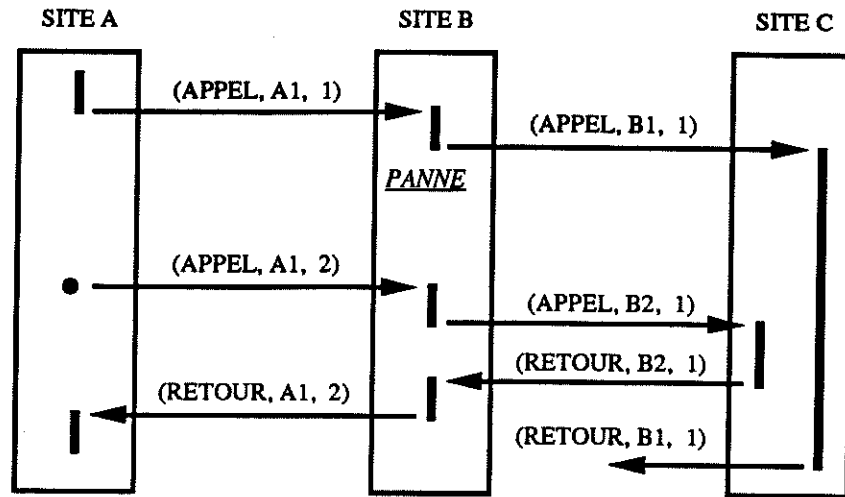 SITE A
SITE B
SITE C
(APPEL, A1, 1)
(APPEL, B1, 1)
PANNE
(APPEL, A1, 2)
(APPEL, B2, 1)
(RETOUR, B2, 1)
(RETOUR, A1, 2)
(RETOUR, B1, 1)